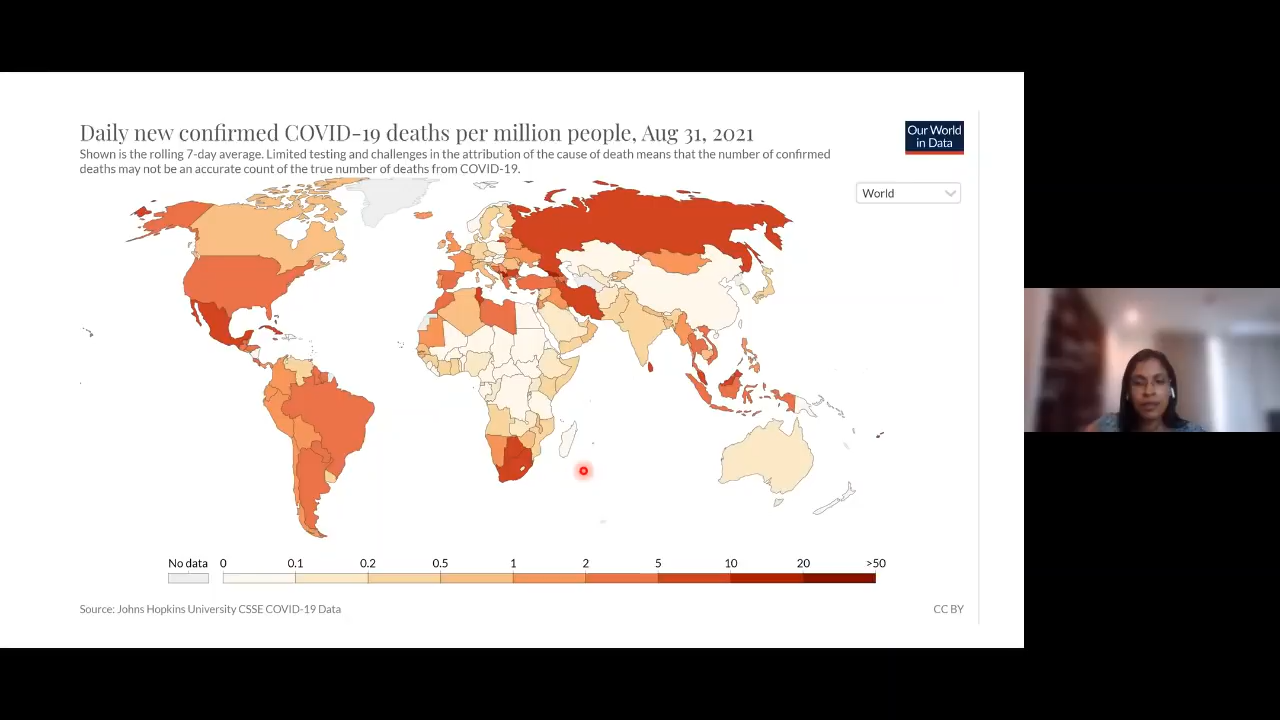 Daily new confirmed COVID-19 deaths per million people, Aug 31, 2021
Shown is the rolling 7-day average. Limited testing and challenges in the attribution of the cause of death means that the number of confirmed
deaths may not be an accurate count of the true number of deaths from COVID-19.
Our World
in Data
World
No data 0 0.1 0.2 0.5 1 2 5 10 20 >50
Source: Johns Hopkins University CSSE COVID-19 Data
CC BY